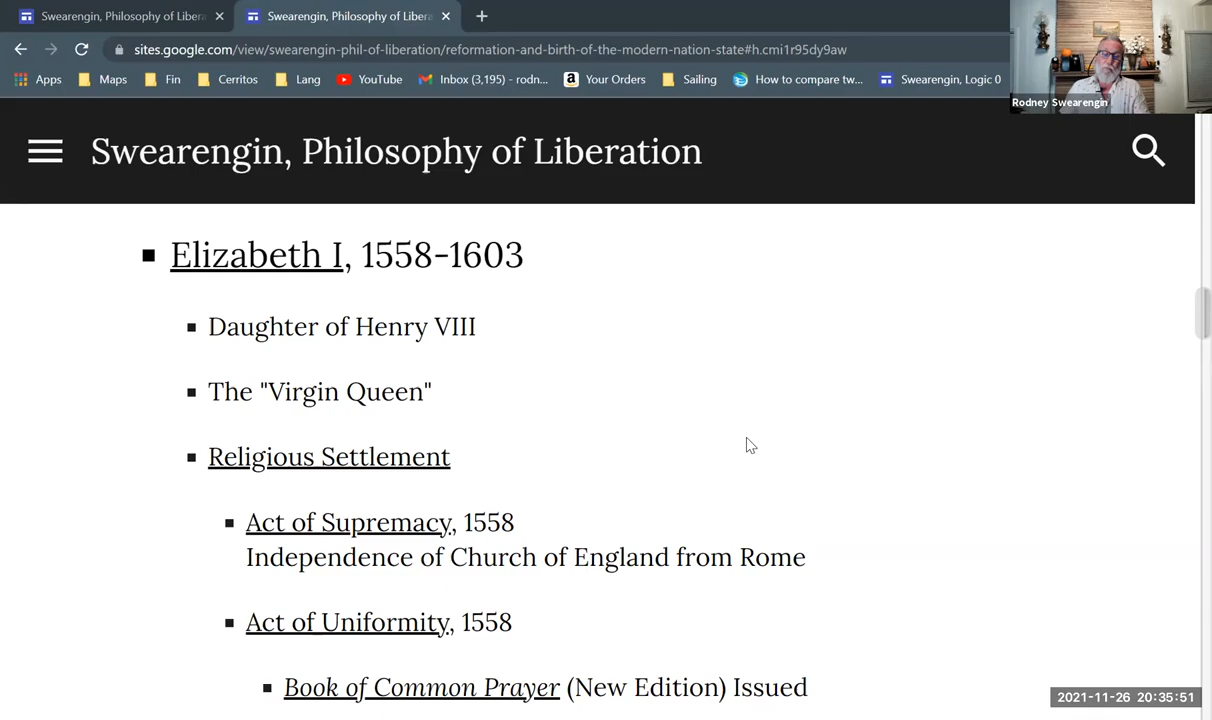 Swearengin, Philosophy of Libera
Swearengin, Philosophy of Libera
sites.google.com/view/swearengin-phil-of-liberation/reformation-and-birth-of-the-modern-nation-state#h.cmi1r95dy9aw
Apps Maps Fin Cerritos Lang YouTube Inbox (3,195) - rodn... Your Orders Sailing How to compare tw... Swearengin, Logic 0
Rodney Swearengin
Swearengin, Philosophy of Liberation
Elizabeth I, 1558-1603
Daughter of Henry VIII
The "Virgin Queen"
Religious Settlement
Act of Supremacy, 1558
Independence of Church of England from Rome
Act of Uniformity, 1558
Book of Common Prayer (New Edition) Issued
2021-11-26 20:35:51